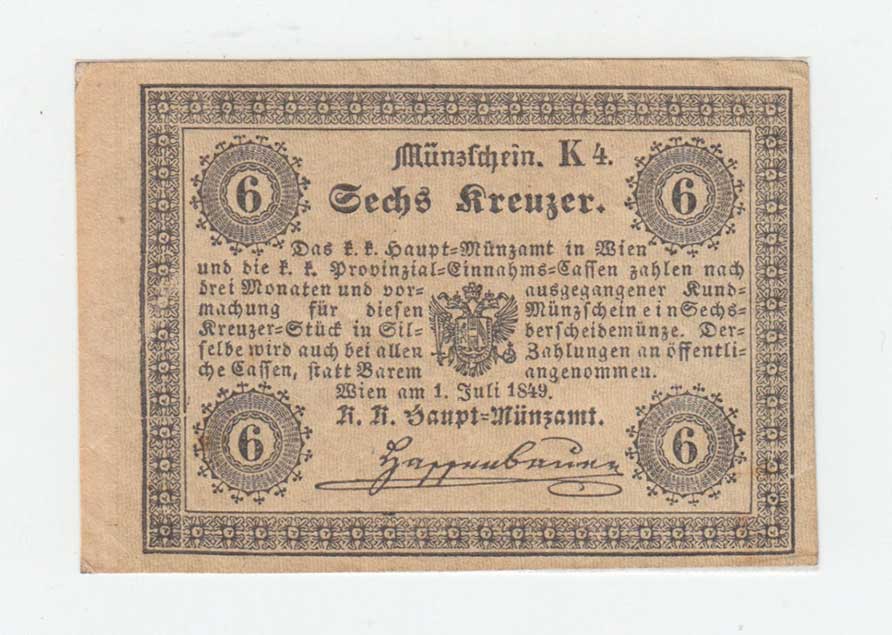 Münzschein. K 4.
6 Sechs Kreuzer. 6
Das k. k. Haupt=Münzamt in Wien
und die k. k. Provinzial=Einnahms=Cassen zahlen nach
drei Monaten und vor= ausgegangener Kund=
machung für diesen Münzschein ein Sechs=
Kreuzer=Stück in Sil= berscheidemünze. Der=
selbe wird auch bei allen Zahlungen an öffentli=
che Cassen, statt Barem angenommen.
Wien am 1. Juli 1849.
K. K. Haupt=Münzamt.
6 Hassenbauer 6